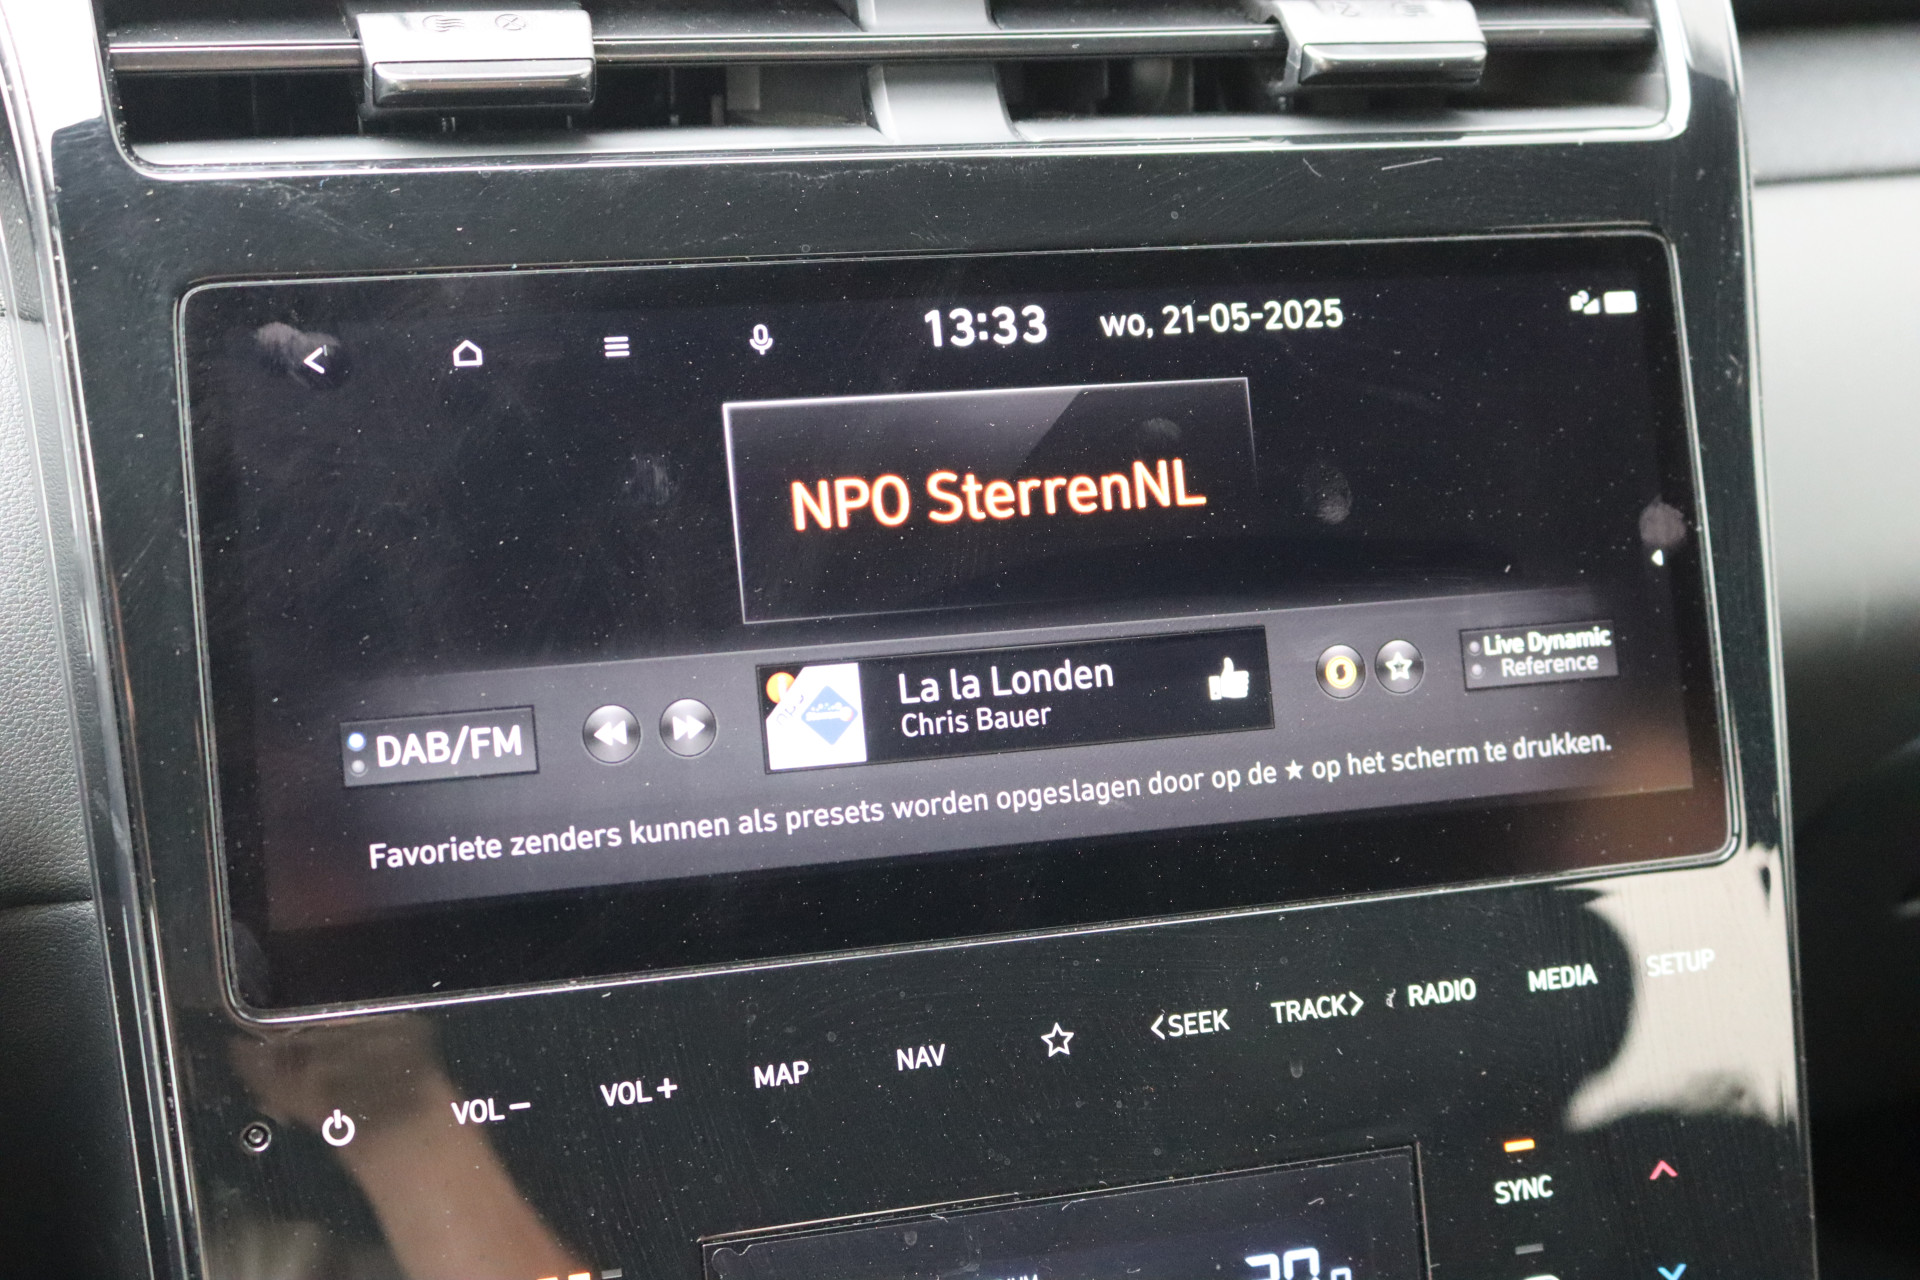 13:33 wo, 21-05-2025
NPO SterrenNL
Live Dynamic
Reference
La la Londen
Chris Bauer
DAB/FM
Favoriete zenders kunnen als presets worden opgeslagen door op de ★ op het scherm te drukken.
VOL− VOL+ MAP NAV ☆ <SEEK TRACK> RADIO MEDIA SETUP
SYNC